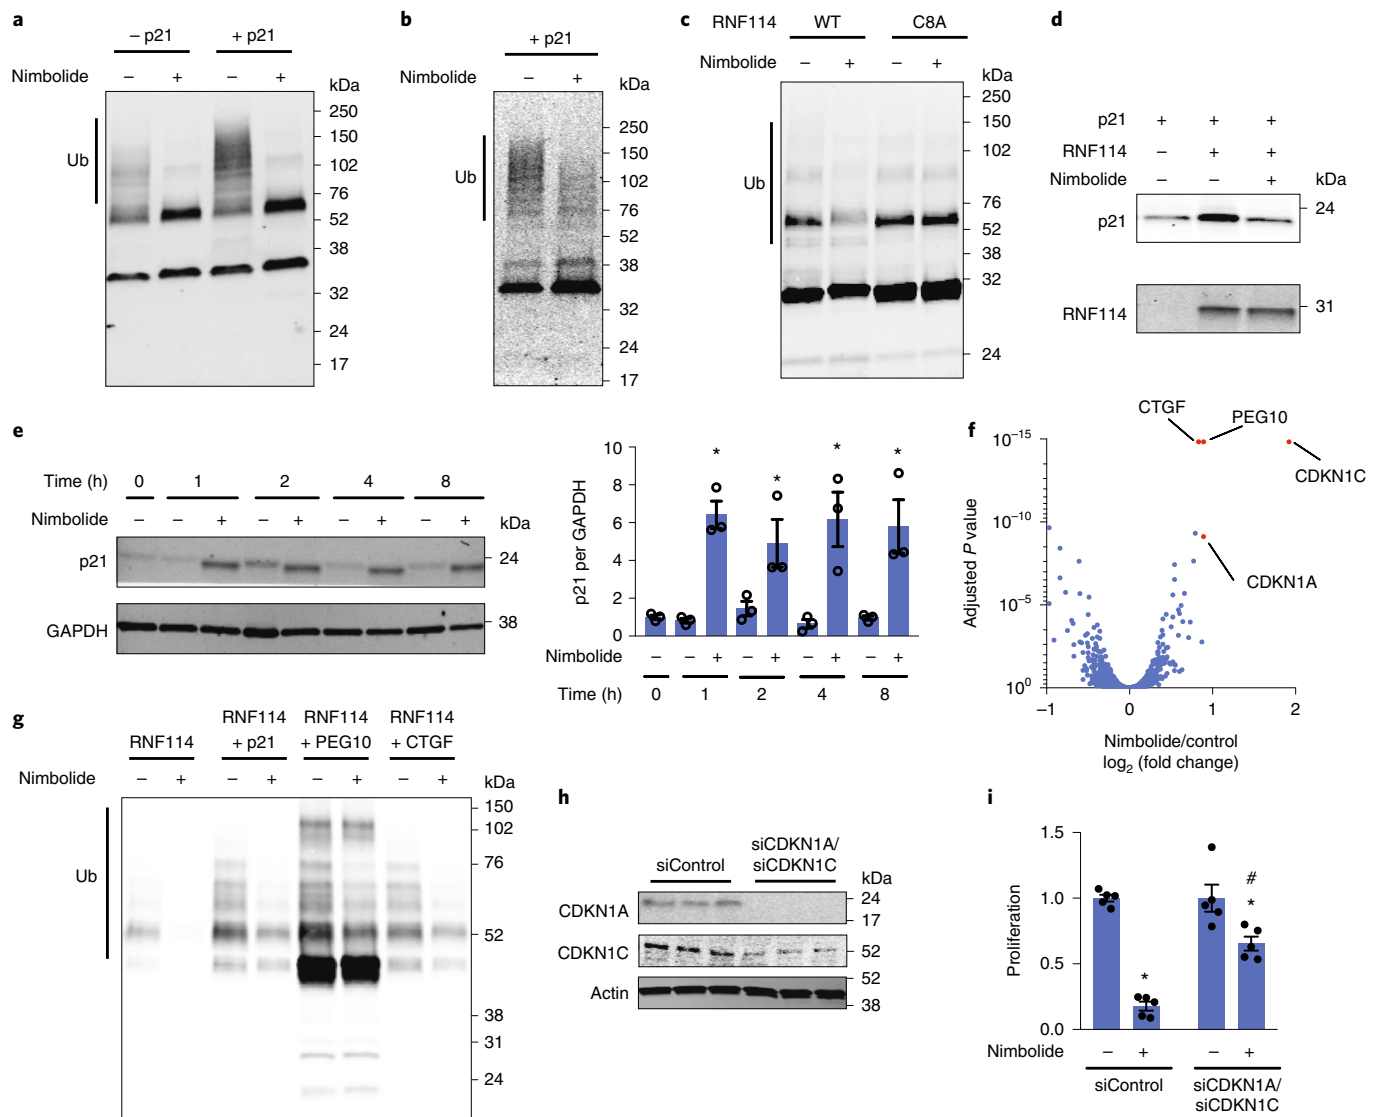 a
– p21
+ p21
Nimbolide
–
+
–
+
kDa
250
150
102
76
52
38
32
24
17
Ub
b
+ p21
Nimbolide
–
+
kDa
250
150
102
76
52
38
32
24
17
Ub
c
RNF114
WT
C8A
Nimbolide
–
+
–
+
kDa
250
150
102
76
52
38
32
24
Ub
d
p21
+
+
+
RNF114
–
+
+
Nimbolide
–
–
+
kDa
p21
24
RNF114
31
e
Time (h)
0
1
2
4
8
Nimbolide
–
–
+
–
+
–
+
–
+
kDa
p21
24
GAPDH
38
p21 per GAPDH
10
8
6
4
2
0
*
*
*
*
Nimbolide
–
–
+
–
+
–
+
–
+
Time (h)
0
1
2
4
8
f
CTGF
PEG10
CDKN1C
CDKN1A
Adjusted P value
10–15
10–10
10–5
100
–1
0
1
2
Nimbolide/control
log2 (fold change)
g
RNF114
RNF114
+ p21
RNF114
+ PEG10
RNF114
+ CTGF
Nimbolide
–
+
–
+
–
+
–
+
kDa
150
102
76
52
38
31
24
Ub
h
siControl
siCDKN1A/
siCDKN1C
kDa
CDKN1A
24
17
CDKN1C
52
Actin
52
38
i
Proliferation
1.5
1.0
0.5
0.0
*
#
*
Nimbolide
–
+
–
+
siControl
siCDKN1A/
siCDKN1C